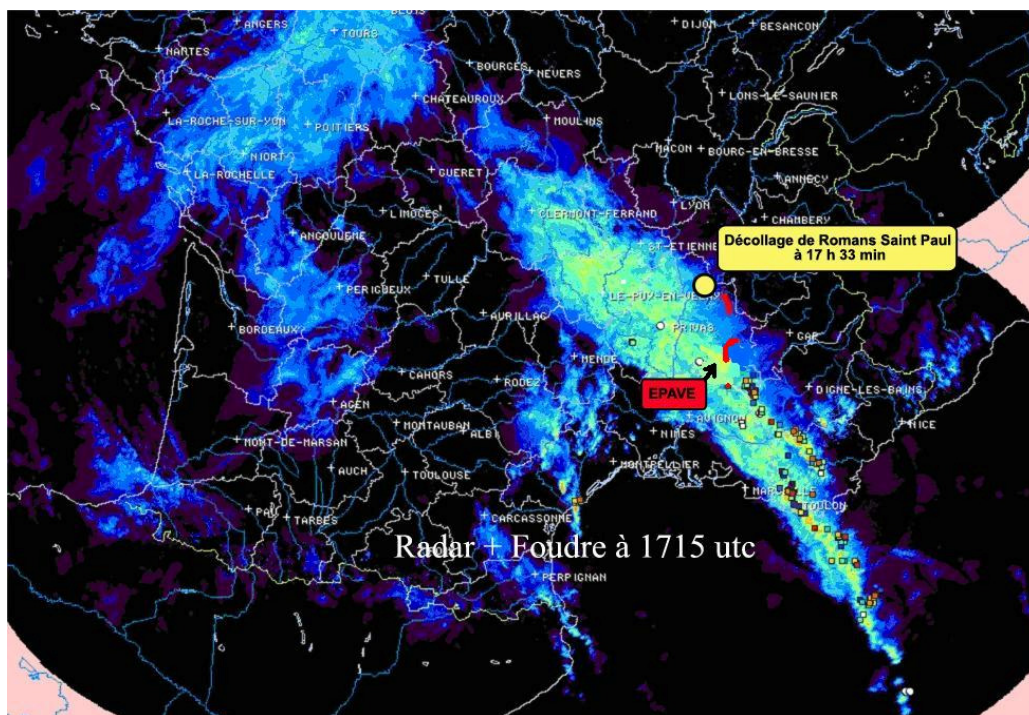 ANGERS
BLOIS
TOURS
DIJON
BESANCON
NANTES
BOURGES
NEVERS
LONS-LE-SAUNIER
CHATEAUROUX
LA-ROCHE-SUR-YON
POITIERS
MOULINS
MACON
BOURG-EN-BRESSE
NIORT
GUERET
ANNECY
LA-ROCHELLE
LYON
LIMOGES
CLERMONT-FERRAND
CHAMBERY
ANGOULEME
ST-ETIENNE
Décollage de Romans Saint Paul
à 17 h 33 min
TULLE
PERIGUEUX
LE-PUY-EN-VELAY
AURILLAC
PRIVAS
BORDEAUX
GAP
MENDE
CAHORS
RODEZ
EPAVE
DIGNE-LES-BAINS
AGEN
AVIGNON
MONTAUBAN
ALBI
NIMES
NICE
MONT-DE-MARSAN
AUCH
TOULOUSE
MONTPELLIER
MARSEILLE
TOULON
PAU
TARBES
CARCASSONNE
Radar + Foudre à 1715 utc
PERPIGNAN